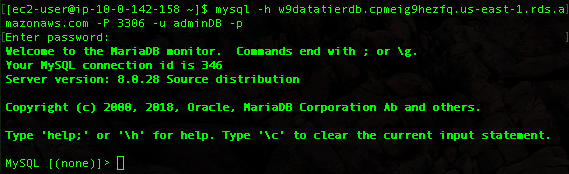 [[ec2-user@ip-10-0-142-158 ~]$ mysql -h w9datatierdb.cpmeig9hezfq.us-east-1.rds.a]
mazonaws.com -P 3306 -u adminDB -p
[Enter password:
Welcome to the MariaDB monitor.  Commands end with ; or \g.
Your MySQL connection id is 346
Server version: 8.0.28 Source distribution
Copyright (c) 2000, 2018, Oracle, MariaDB Corporation Ab and others.
Type 'help;' or '\h' for help. Type '\c' to clear the current input statement.
MySQL [(none)]>